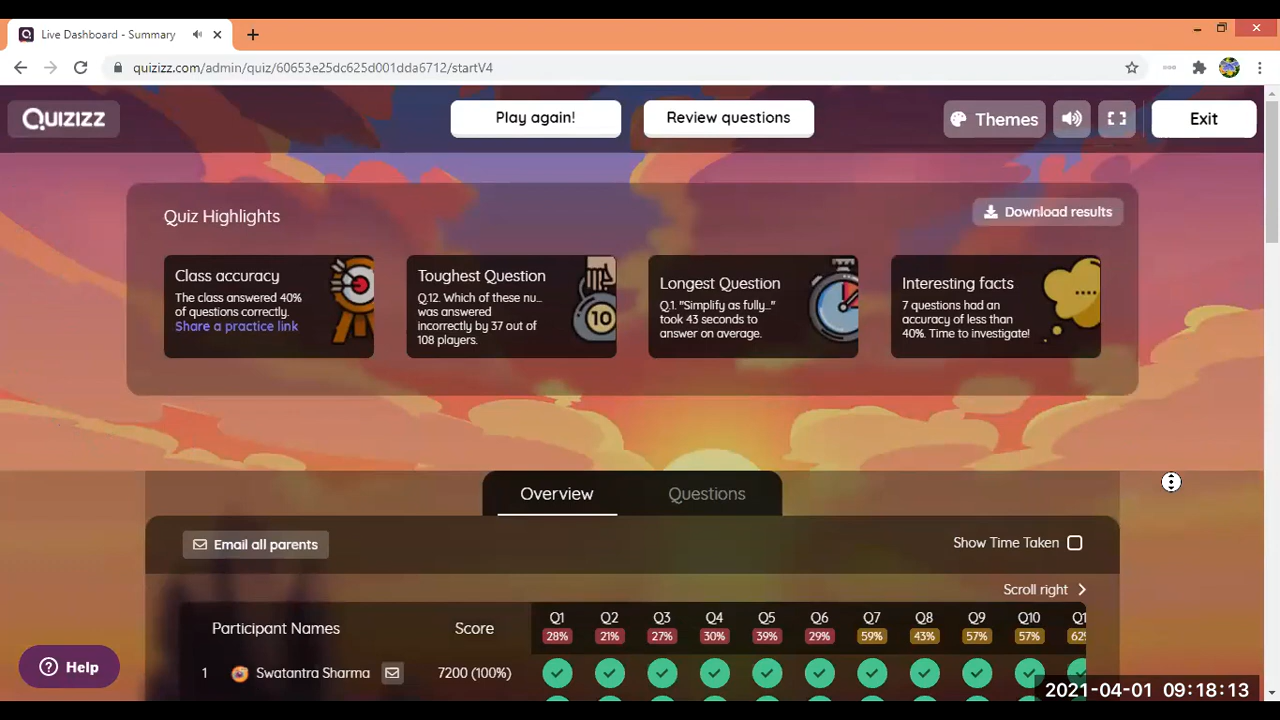 Live Dashboard - Summary
quizizz.com/admin/quiz/60653e25dc625d001dda6712/startV4
QUIZIZZ
Play again!
Review questions
Themes
Exit
Quiz Highlights
Download results
Class accuracy
The class answered 40%
of questions correctly.
Share a practice link
Toughest Question
Q.12. Which of these nu...
was answered
incorrectly by 37 out of
108 players.
10
Longest Question
Q.1. "Simplify as fully..."
took 43 seconds to
answer on average.
Interesting facts
7 questions had an
accuracy of less than
40%. Time to investigate!
Overview
Questions
Email all parents
Show Time Taken
Scroll right
Participant Names
Score
Q1 Q2 Q3 Q4 Q5 Q6 Q7 Q8 Q9 Q10 Q1
28% 21% 27% 30% 39% 29% 59% 43% 57% 57% 62%
1 Swatantra Sharma 7200 (100%)
Help
2021-04-01 09:18:13